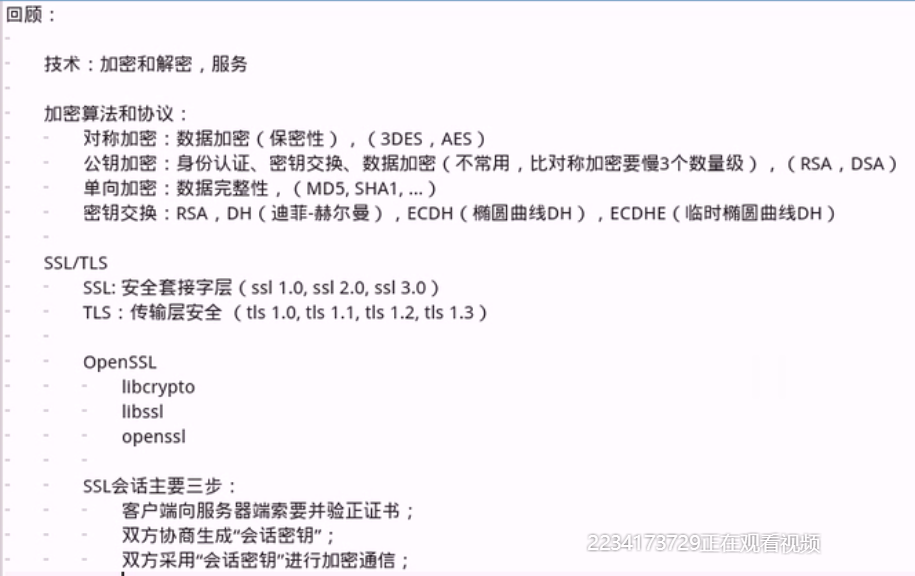 回顾：
技术：加密和解密，服务
加密算法和协议：
对称加密：数据加密（保密性），（3DES，AES）
公钥加密：身份认证、密钥交换、数据加密（不常用，比对称加密要慢3个数量级），（RSA，DSA）
单向加密：数据完整性，（MD5, SHA1, ...）
密钥交换：RSA，DH（迪菲-赫尔曼），ECDH（椭圆曲线DH），ECDHE（临时椭圆曲线DH）
SSL/TLS
SSL: 安全套接字层（ssl 1.0, ssl 2.0, ssl 3.0）
TLS：传输层安全 （tls 1.0, tls 1.1, tls 1.2, tls 1.3）
OpenSSL
libcrypto
libssl
openssl
SSL会话主要三步：
客户端向服务器端索要并验正证书；
双方协商生成“会话密钥”；
双方采用“会话密钥”进行加密通信；
2234173729正在观看视频